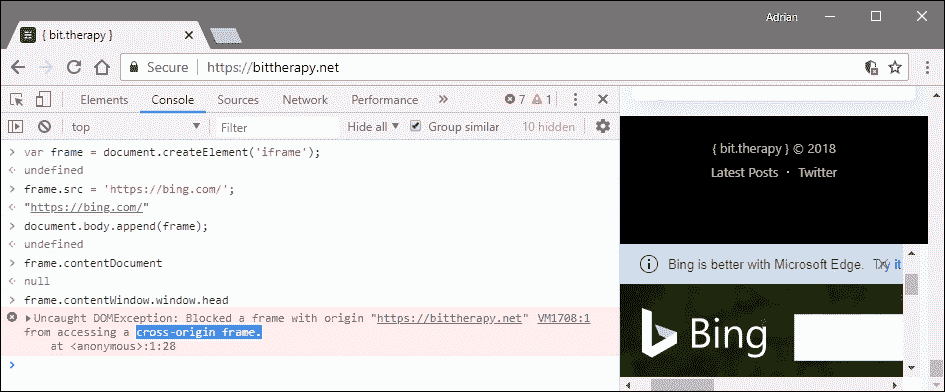 Adrian
{ bit.therapy }
Secure https://bittherapy.net
Elements Console Sources Network Performance » 7 1
top Filter Hide all Group similar 10 hidden
> var frame = document.createElement('iframe');
undefined
> frame.src = 'https://bing.com/';
"https://bing.com/"
> document.body.append(frame);
undefined
> frame.contentDocument
null
> frame.contentWindow.window.head
Uncaught DOMException: Blocked a frame with origin "https://bittherapy.net" VM1708:1
from accessing a cross-origin frame.
at <anonymous>:1:28
>
{ bit.therapy } © 2018
Latest Posts · Twitter
Bing is better with Microsoft Edge. Try it
Bing